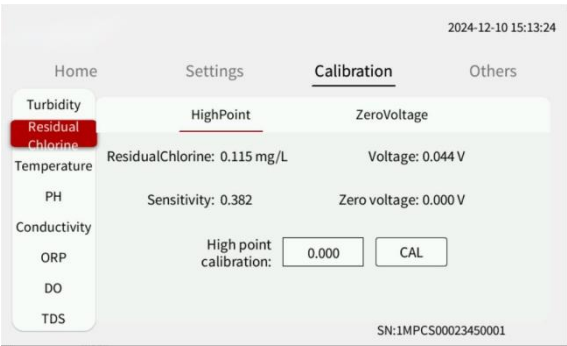 2024-12-10 15:13:24
Home Settings Calibration Others
Turbidity
Residual
Chlorine
Temperature
PH
Conductivity
ORP
DO
TDS
HighPoint ZeroVoltage
ResidualChlorine: 0.115 mg/L Voltage: 0.044 V
Sensitivity: 0.382 Zero voltage: 0.000 V
High point
calibration: 0.000 CAL
SN:1MPCS00023450001